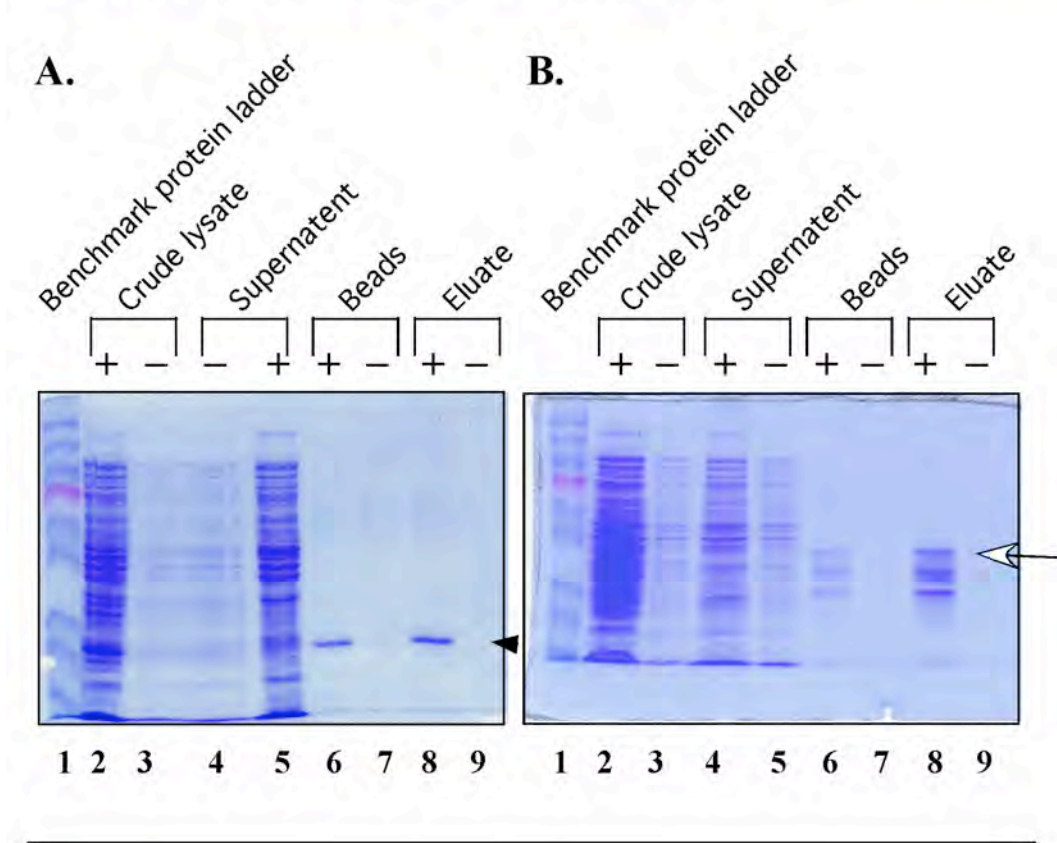 A.
Benchmark protein ladder
Crude lysate
Supernatent
Beads
Eluate
+ − − + + − + −
1 2 3 4 5 6 7 8 9
B.
Benchmark protein ladder
Crude lysate
Supernatent
Beads
Eluate
+ − + − + − + −
1 2 3 4 5 6 7 8 9